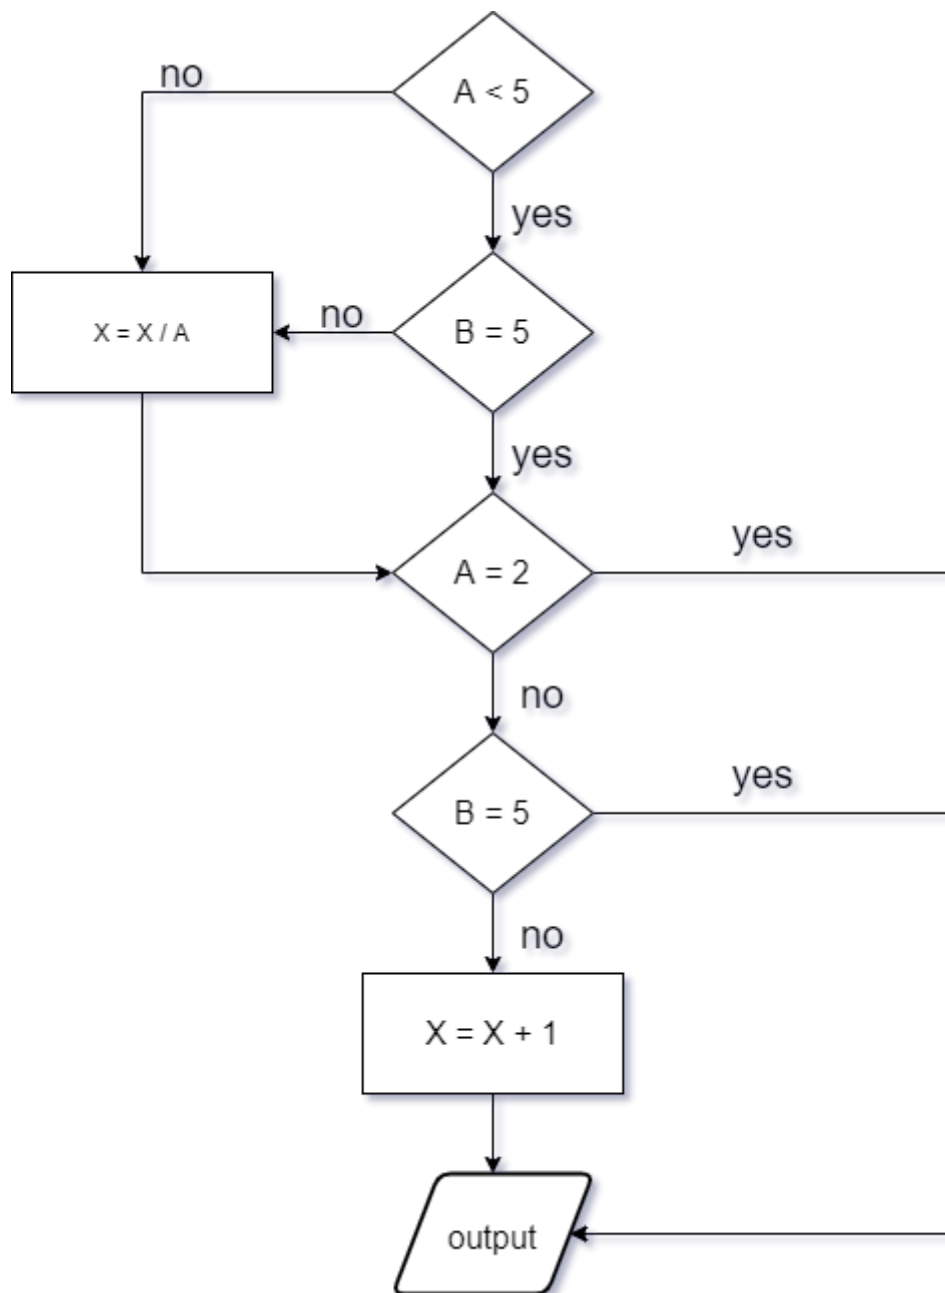 no
A < 5
yes
X = X / A
no
B = 5
yes
A = 2
yes
no
B = 5
yes
no
X = X + 1
output